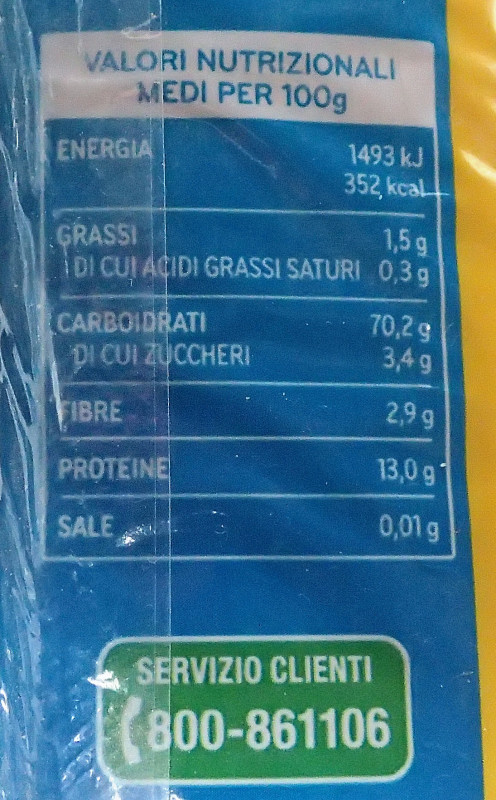 VALORI NUTRIZIONALI
MEDI PER 100g
ENERGIA 1493 kJ
352 kcal
GRASSI 1,5 g
DI CUI ACIDI GRASSI SATURI 0,3 g
CARBOIDRATI 70,2 g
DI CUI ZUCCHERI 3,4 g
FIBRE 2,9 g
PROTEINE 13,0 g
SALE 0,01 g
SERVIZIO CLIENTI
800-861106